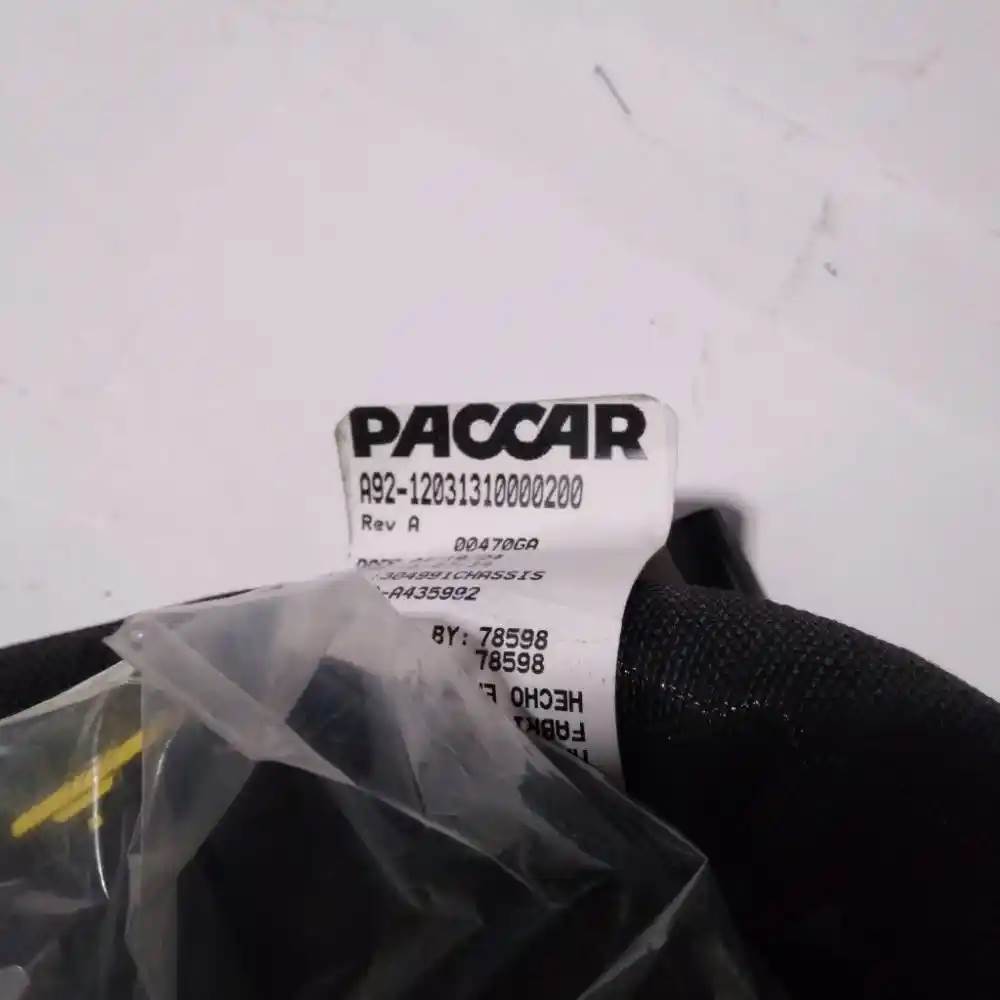 PACCAR
A92-12031310000200
Rev A
00470GA
304991CHASSIS
-A435992
BY: 78598
78598
HECHO